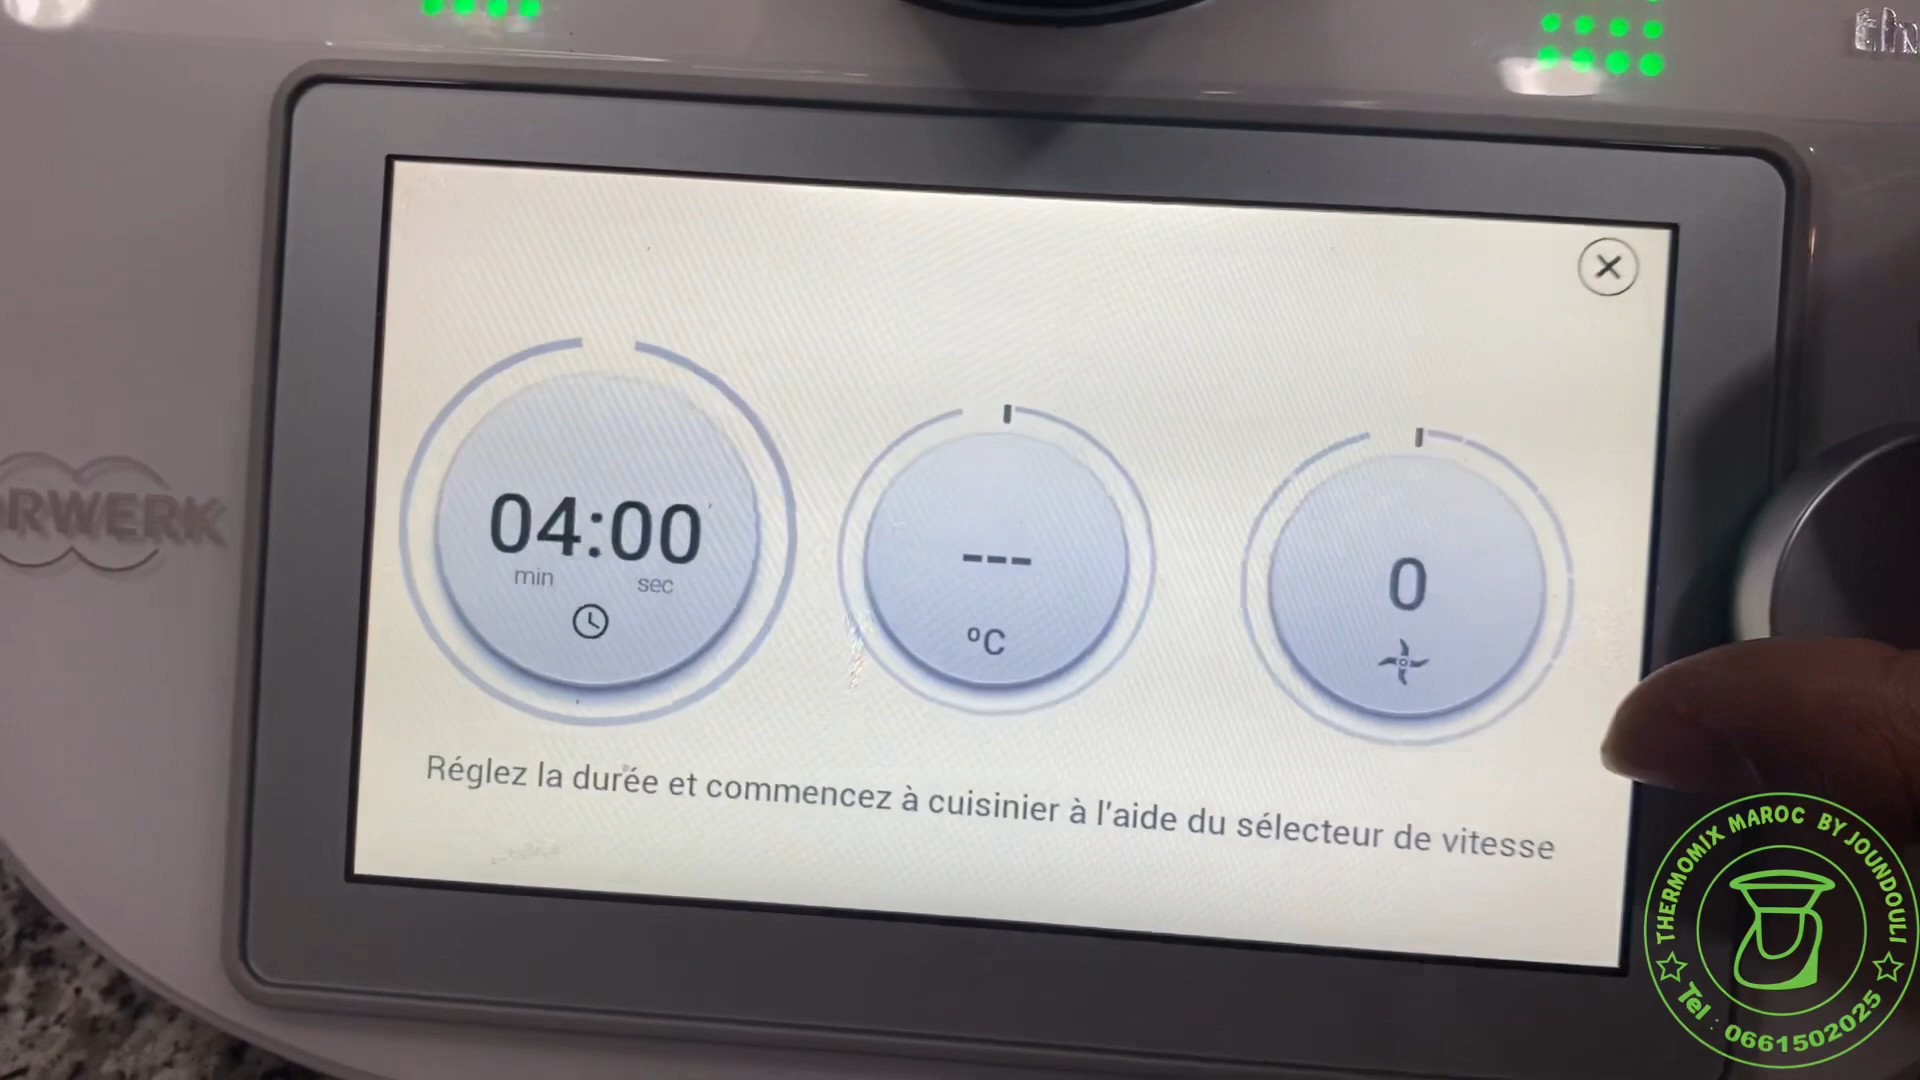 RWERK
04:00
min sec
---
°C
0
Réglez la durée et commencez à cuisinier à l'aide du sélecteur de vitesse
THERMOMIX MAROC BY JOUNDOULI
Tel : 0661502025